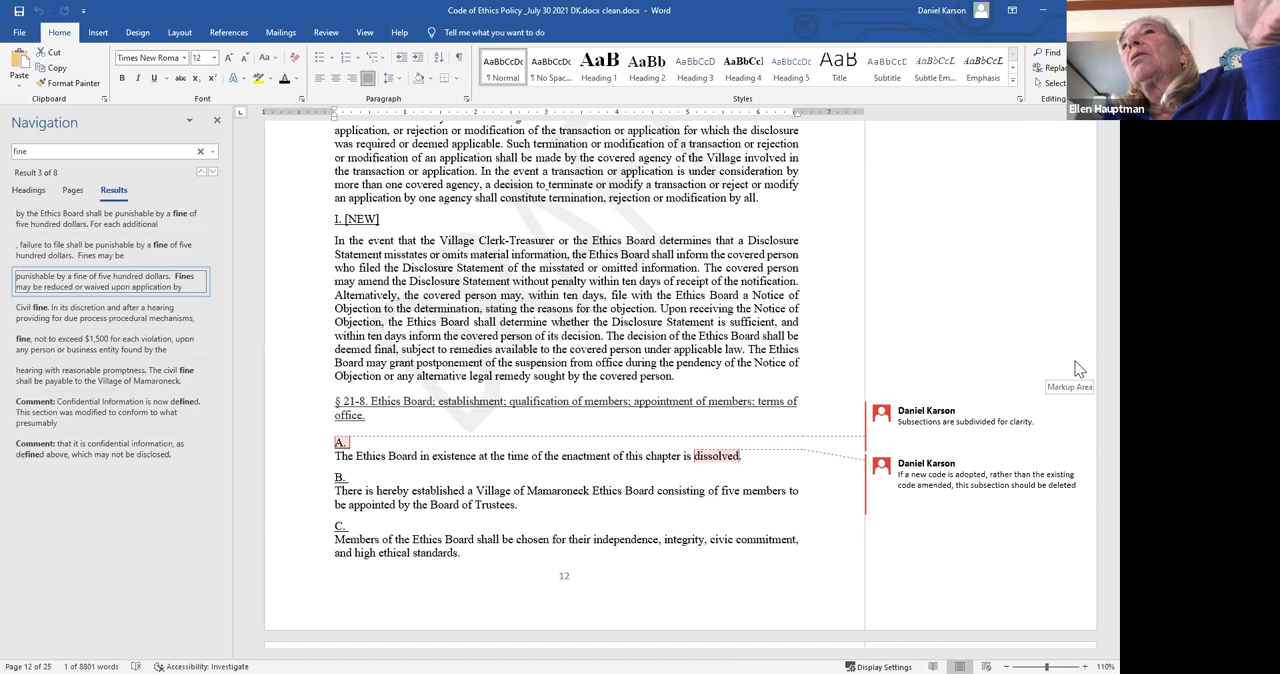 Code of Ethics Policy _July 30 2021 DK.docx clean.docx - Word
Daniel Karson
File Home Insert Draw Design Layout References Mailings Review View Help Tell me what you want to do
Paste
Cut
Copy
Format Painter
Clipboard
Times New Roma 12
Font
Paragraph
AaBbCcDc AaBbCcDc AaBbC AaBbC AaBbCcD AaBbCc AaBbCcDc AaB AaBbCcD AaBbCcL AaBbCcL
¶ Normal ¶ No Spac... Heading 1 Heading 2 Heading 3 Heading 4 Heading 5 Title Subtitle Subtle Em... Emphasis
Styles
Find
Repla
Select
Editing
Ellen Hauptman
Navigation
fine
Result 3 of 8
Headings Pages Results
by the Ethics Board shall be punishable by a fine of
five hundred dollars. For each additional
, failure to file shall be punishable by a fine of five
hundred dollars. Fines may be
punishable by a fine of five hundred dollars. Fines
may be reduced or waived upon application by
Civil fine. In its discretion and after a hearing
providing for due process procedural mechanisms,
fine, not to exceed $1,500 for each violation, upon
any person or business entity found by the
hearing with reasonable promptness. The civil fine
shall be payable to the Village of Mamaroneck.
Comment: Confidential Information is now defined.
This section was modified to conform to what
presumably
Comment: that it is confidential information, as
defined above, which may not be disclosed.
application, or rejection or modification of the transaction or application for which the disclosure
was required or deemed applicable. Such termination or modification of a transaction or rejection
or modification of an application shall be made by the covered agency of the Village involved in
the transaction or application. In the event a transaction or application is under consideration by
more than one covered agency, a decision to terminate or modify a transaction or reject or modify
an application by one agency shall constitute termination, rejection or modification by all.
I. [NEW]
In the event that the Village Clerk-Treasurer or the Ethics Board determines that a Disclosure
Statement misstates or omits material information, the Ethics Board shall inform the covered person
who filed the Disclosure Statement of the misstated or omitted information. The covered person
may amend the Disclosure Statement without penalty within ten days of receipt of the notification.
Alternatively, the covered person may, within ten days, file with the Ethics Board a Notice of
Objection to the determination, stating the reasons for the objection. Upon receiving the Notice of
Objection, the Ethics Board shall determine whether the Disclosure Statement is sufficient, and
within ten days inform the covered person of its decision. The decision of the Ethics Board shall be
deemed final, subject to remedies available to the covered person under applicable law. The Ethics
Board may grant postponement of the suspension from office during the pendency of the Notice of
Objection or any alternative legal remedy sought by the covered person.
§ 21-8. Ethics Board; establishment; qualification of members; appointment of members; terms of
office.
A.
The Ethics Board in existence at the time of the enactment of this chapter is dissolved.
B.
There is hereby established a Village of Mamaroneck Ethics Board consisting of five members to
be appointed by the Board of Trustees.
C.
Members of the Ethics Board shall be chosen for their independence, integrity, civic commitment,
and high ethical standards.
12
Markup Area
Daniel Karson
Subsections are subdivided for clarity.
Daniel Karson
If a new code is adopted, rather than the existing
code amended, this subsection should be deleted
Page 12 of 25 1 of 8801 words Accessibility: Investigate Display Settings 110%